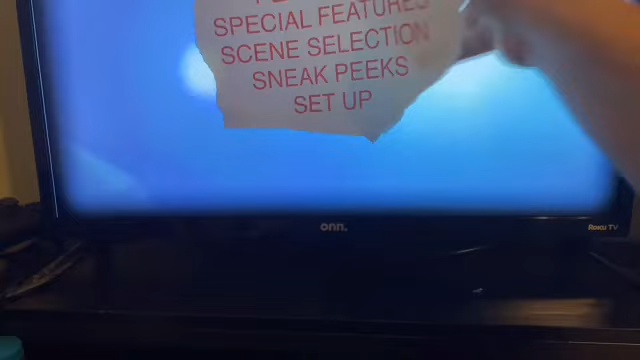 SPECIAL FEATURES
SCENE SELECTION
SNEAK PEEKS
SET UP
onn.
Roku TV